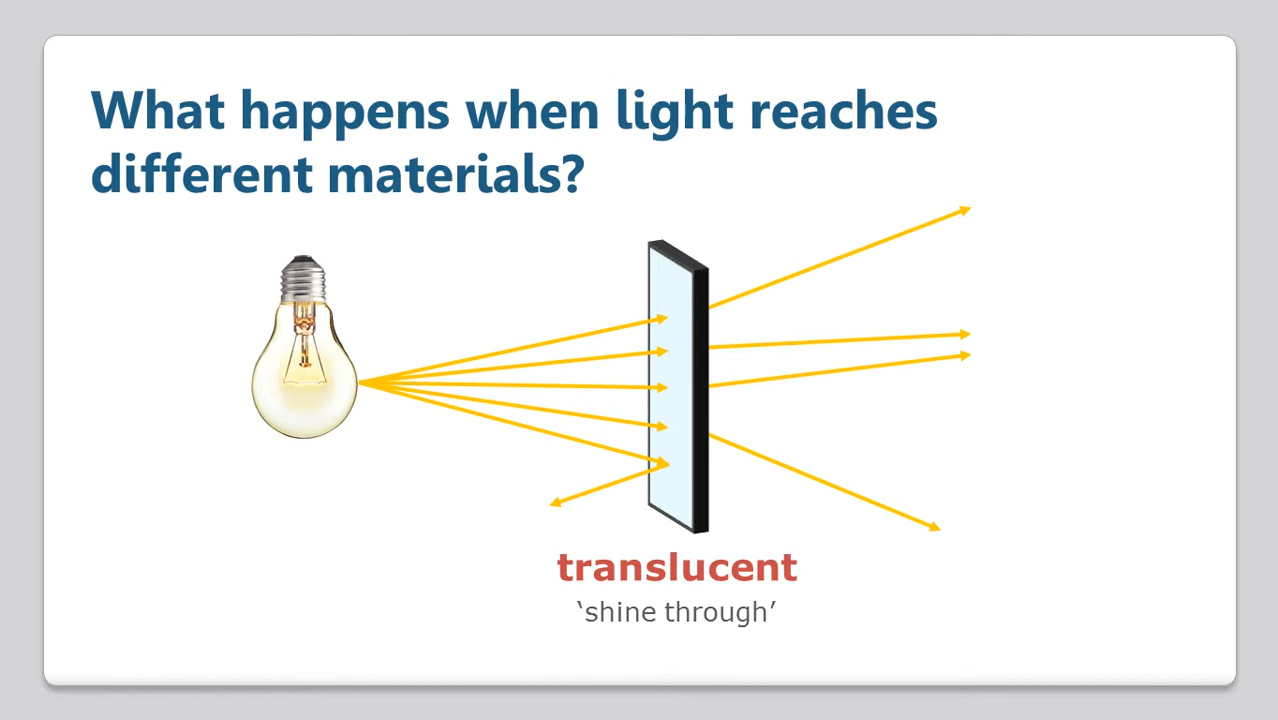 What happens when light reaches
different materials?
translucent
‘shine through’